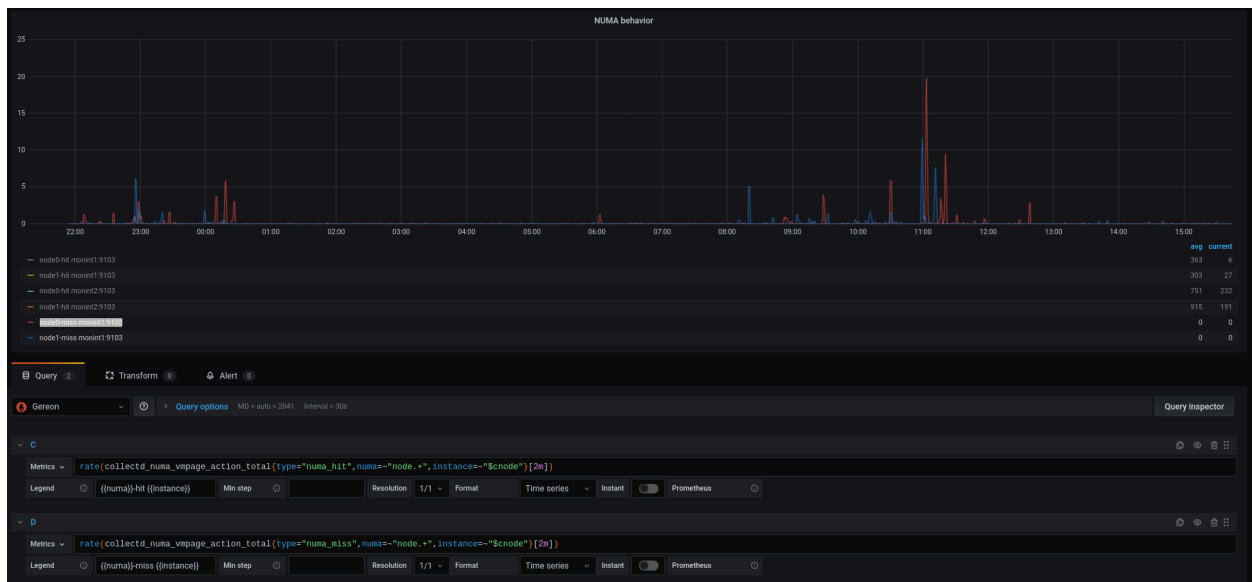 NUMA behavior
25
20
15
10
5
0
22:00 23:00 00:00 01:00 02:00 03:00 04:00 05:00 06:00 07:00 08:00 09:00 10:00 11:00 12:00 13:00 14:00 15:00
avg current
node0-hit monint1:9103 363 6
node1-hit monint1:9103 303 27
node0-hit monint2:9103 751 232
node1-hit monint2:9103 915 191
node0-miss monint1:9103 0 0
node1-miss monint1:9103 0 0
Query 2 Transform 0 Alert 0
Gereon Query options MD = auto = 2041 Interval = 30s Query inspector
C
Metrics rate(collectd_numa_vmpage_action_total{type="numa_hit",numa=~"node.+",instance=~"$cnode"}[2m])
Legend {{numa}}-hit {{instance}} Min step Resolution 1/1 Format Time series Instant Prometheus
D
Metrics rate(collectd_numa_vmpage_action_total{type="numa_miss",numa=~"node.+",instance=~"$cnode"}[2m])
Legend {{numa}}-miss {{instance}} Min step Resolution 1/1 Format Time series Instant Prometheus